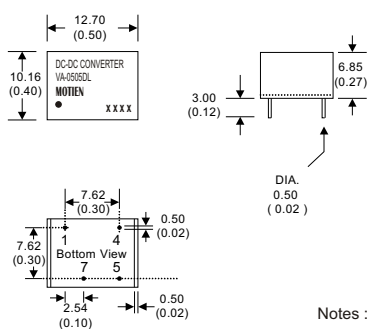 12.70
(0.50)
DC-DC CONVERTER
VA-0505DL
MOTIEN
X X X X
10.16
(0.40)
6.85
(0.27)
3.00
(0.12)
DIA.
0.50
( 0.02 )
7.62
(0.30)
0.50
(0.02)
1 4
7.62
(0.30)
Bottom View
7 5
2.54
(0.10)
0.50
(0.02)
Notes :